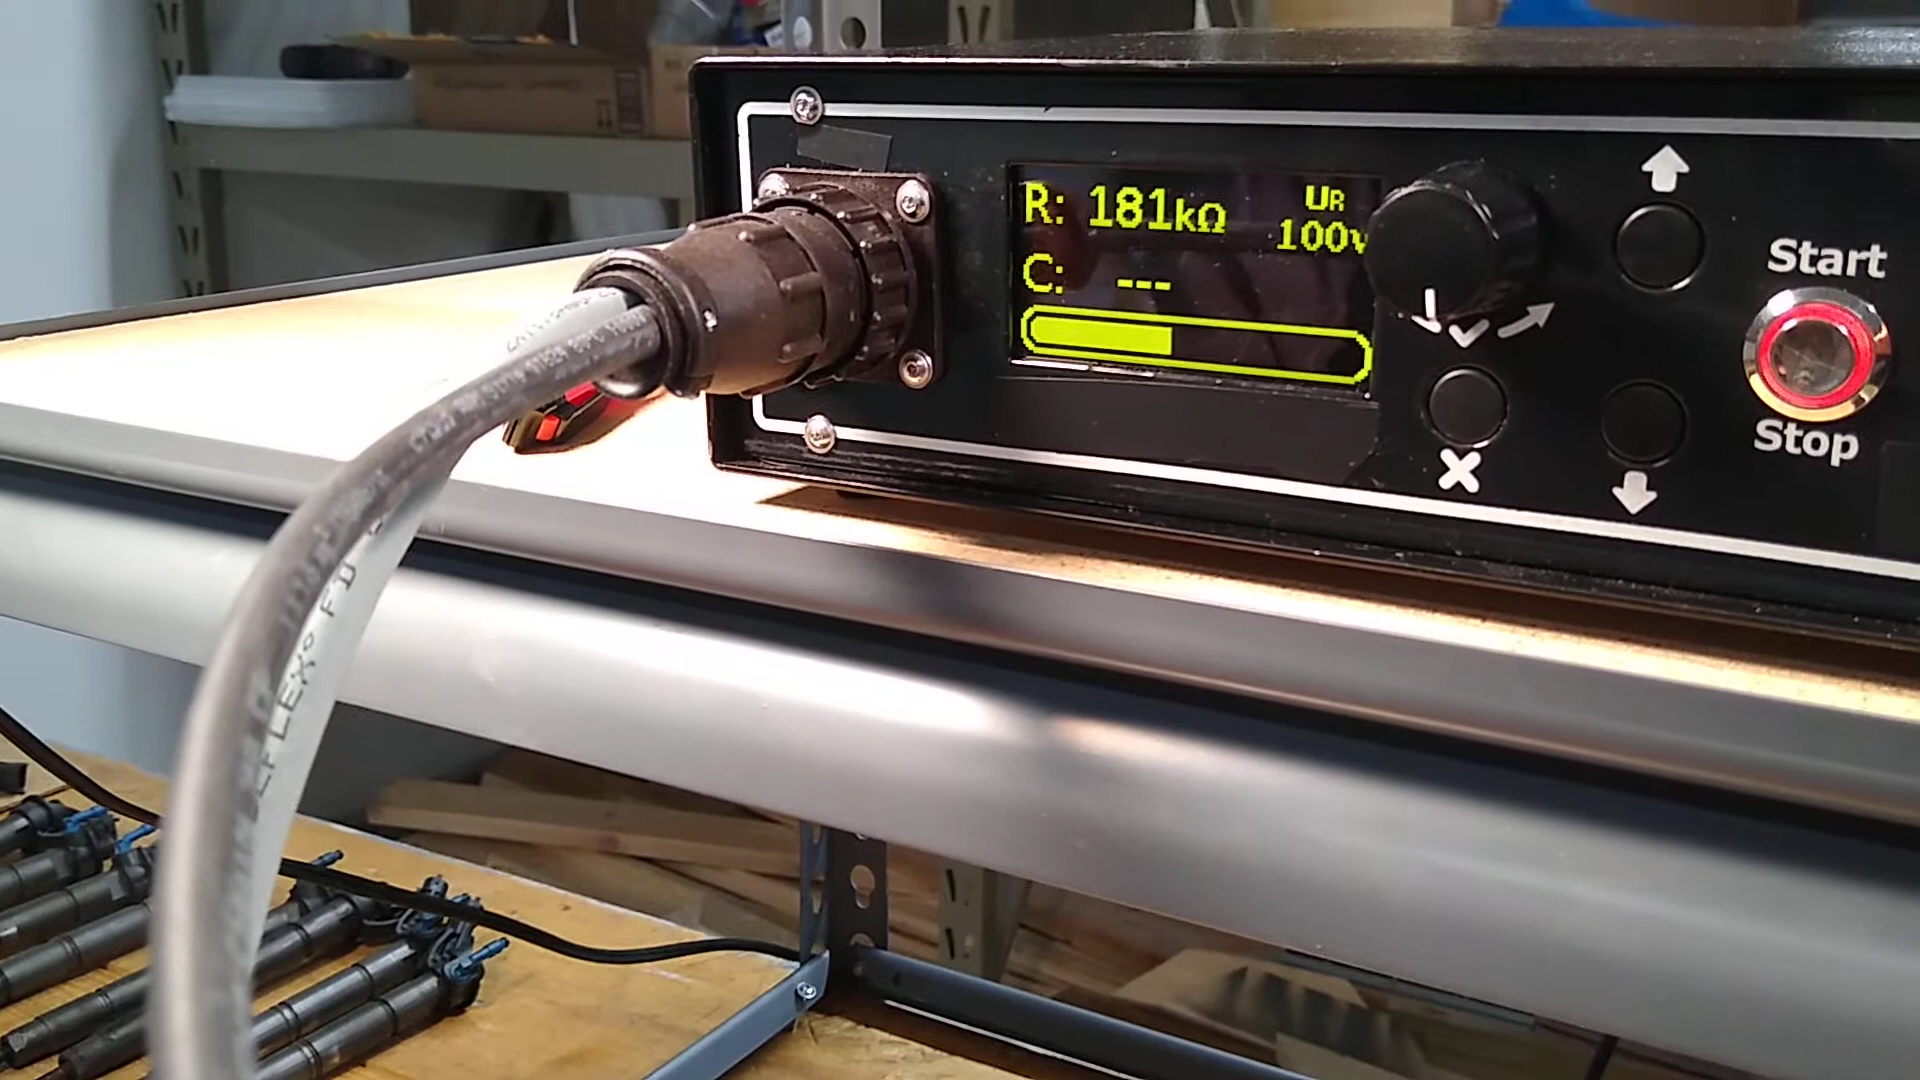 R: 181kΩ
UR
100v
C: ---
Start
Stop